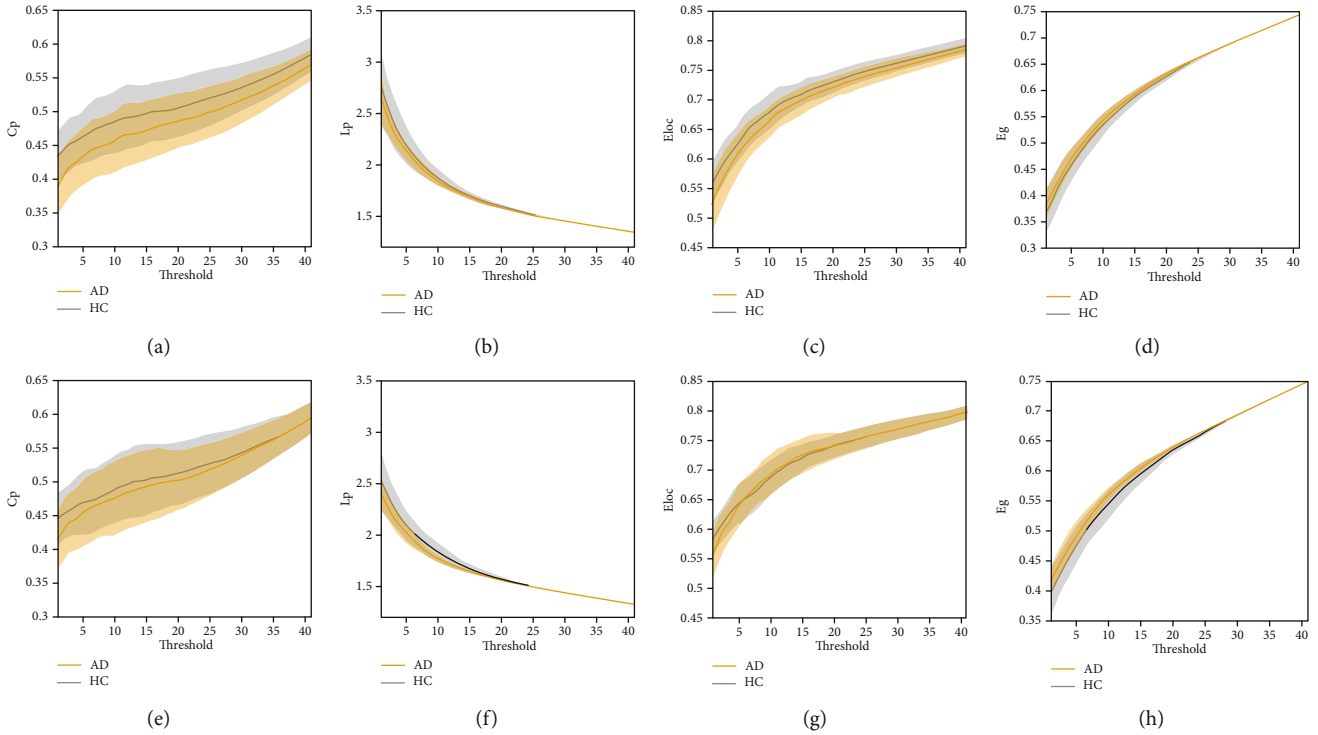 0.65
0.6
0.55
0.5
0.45
0.4
0.35
0.3
Cp
5 10 15 20 25 30 35 40
Threshold
AD
HC
(a)
3.5
3
2.5
2
1.5
Lp
5 10 15 20 25 30 35 40
Threshold
AD
HC
(b)
0.85
0.8
0.75
0.7
0.65
0.6
0.55
0.5
0.45
Eloc
5 10 15 20 25 30 35 40
Threshold
AD
HC
(c)
0.75
0.7
0.65
0.6
0.55
0.5
0.45
0.4
0.35
0.3
Eg
5 10 15 20 25 30 35 40
Threshold
AD
HC
(d)
0.65
0.6
0.55
0.5
0.45
0.4
0.35
0.3
Cp
5 10 15 20 25 30 35 40
Threshold
AD
HC
(e)
3.5
3
2.5
2
1.5
Lp
5 10 15 20 25 30 35 40
Threshold
AD
HC
(f)
0.85
0.8
0.75
0.7
0.65
0.6
0.55
0.5
0.45
Eloc
5 10 15 20 25 30 35 40
Threshold
AD
HC
(g)
0.75
0.7
0.65
0.6
0.55
0.5
0.45
0.4
0.35
Eg
5 10 15 20 25 30 35 40
Threshold
AD
HC
(h)